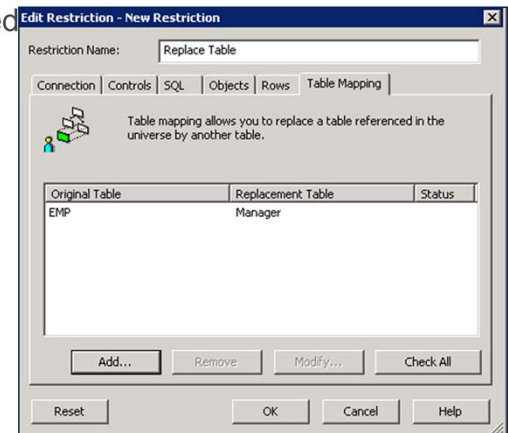 ed
Edit Restriction - New Restriction
Restriction Name: Replace Table
Connection Controls SQL Objects Rows Table Mapping
Table mapping allows you to replace a table referenced in the
universe by another table.
Original Table Replacement Table Status
EMP Manager
Add... Remove Modify... Check All
Reset OK Cancel Help